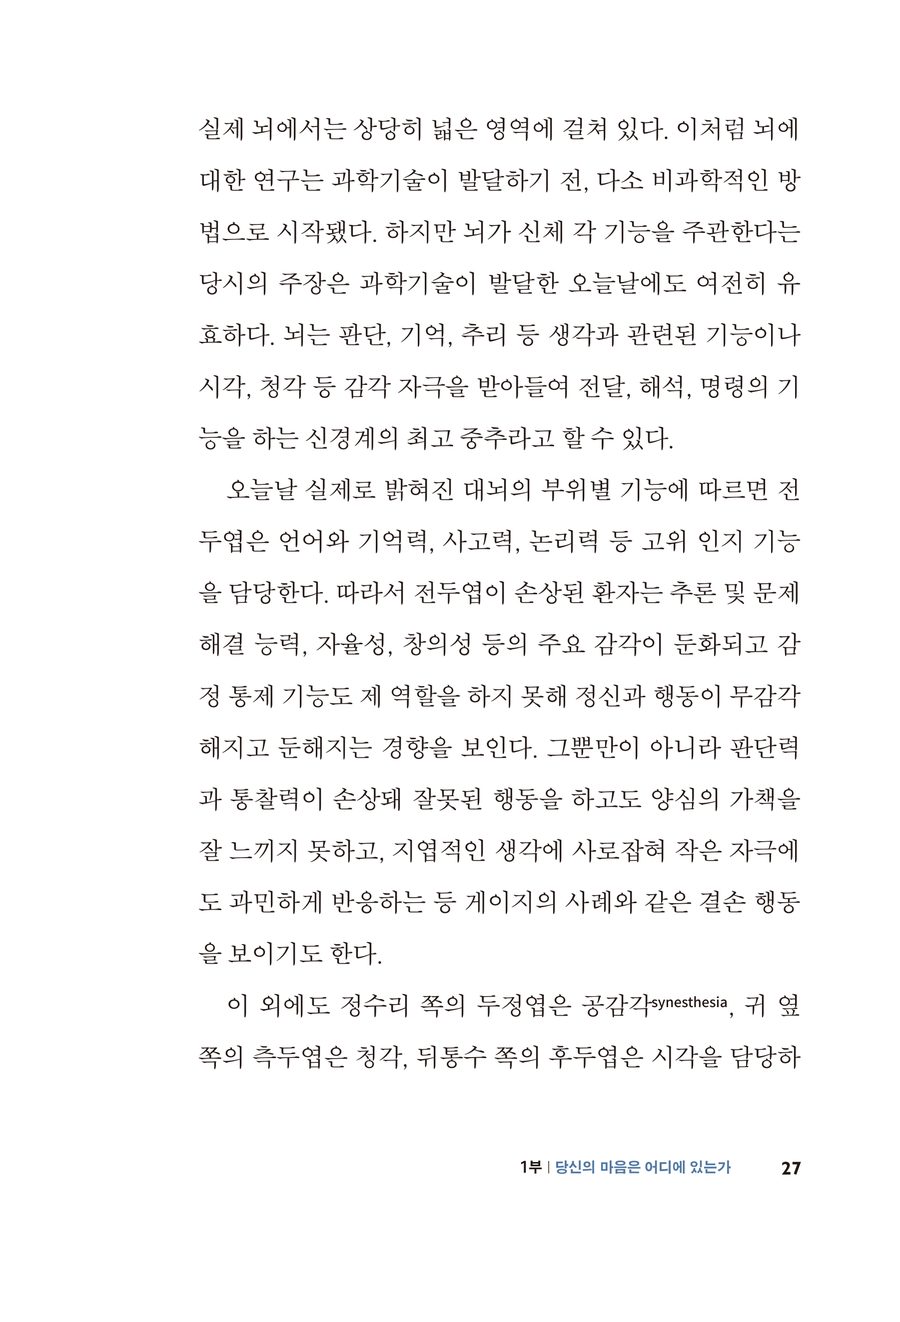 실제 뇌에서는 상당히 넓은 영역에 걸쳐 있다. 이처럼 뇌에
대한 연구는 과학기술이 발달하기 전, 다소 비과학적인 방
법으로 시작됐다. 하지만 뇌가 신체 각 기능을 주관한다는
당시의 주장은 과학기술이 발달한 오늘날에도 여전히 유
효하다. 뇌는 판단, 기억, 추리 등 생각과 관련된 기능이나
시각, 청각 등 감각 자극을 받아들여 전달, 해석, 명령의 기
능을 하는 신경계의 최고 중추라고 할 수 있다.
오늘날 실제로 밝혀진 대뇌의 부위별 기능에 따르면 전
두엽은 언어와 기억력, 사고력, 논리력 등 고위 인지 기능
을 담당한다. 따라서 전두엽이 손상된 환자는 추론 및 문제
해결 능력, 자율성, 창의성 등의 주요 감각이 둔화되고 감
정 통제 기능도 제 역할을 하지 못해 정신과 행동이 무감각
해지고 둔해지는 경향을 보인다. 그뿐만이 아니라 판단력
과 통찰력이 손상돼 잘못된 행동을 하고도 양심의 가책을
잘 느끼지 못하고, 지엽적인 생각에 사로잡혀 작은 자극에
도 과민하게 반응하는 등 게이지의 사례와 같은 결손 행동
을 보이기도 한다.
이 외에도 정수리 쪽의 두정엽은 공감각synesthesia, 귀 옆
쪽의 측두엽은 청각, 뒤통수 쪽의 후두엽은 시각을 담당하
1부 | 당신의 마음은 어디에 있는가 27